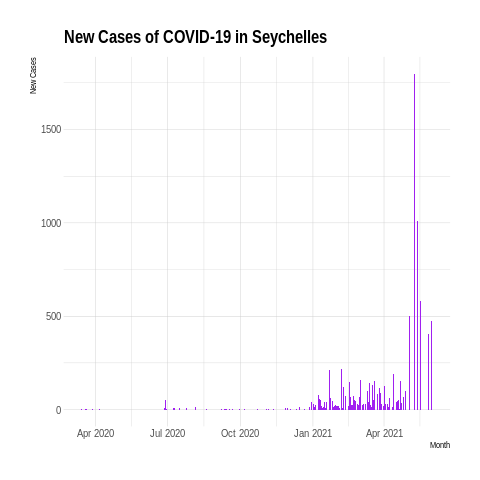 New Cases of COVID-19 in Seychelles
New Cases
1500
1000
500
0
Apr 2020 Jul 2020 Oct 2020 Jan 2021 Apr 2021
Month